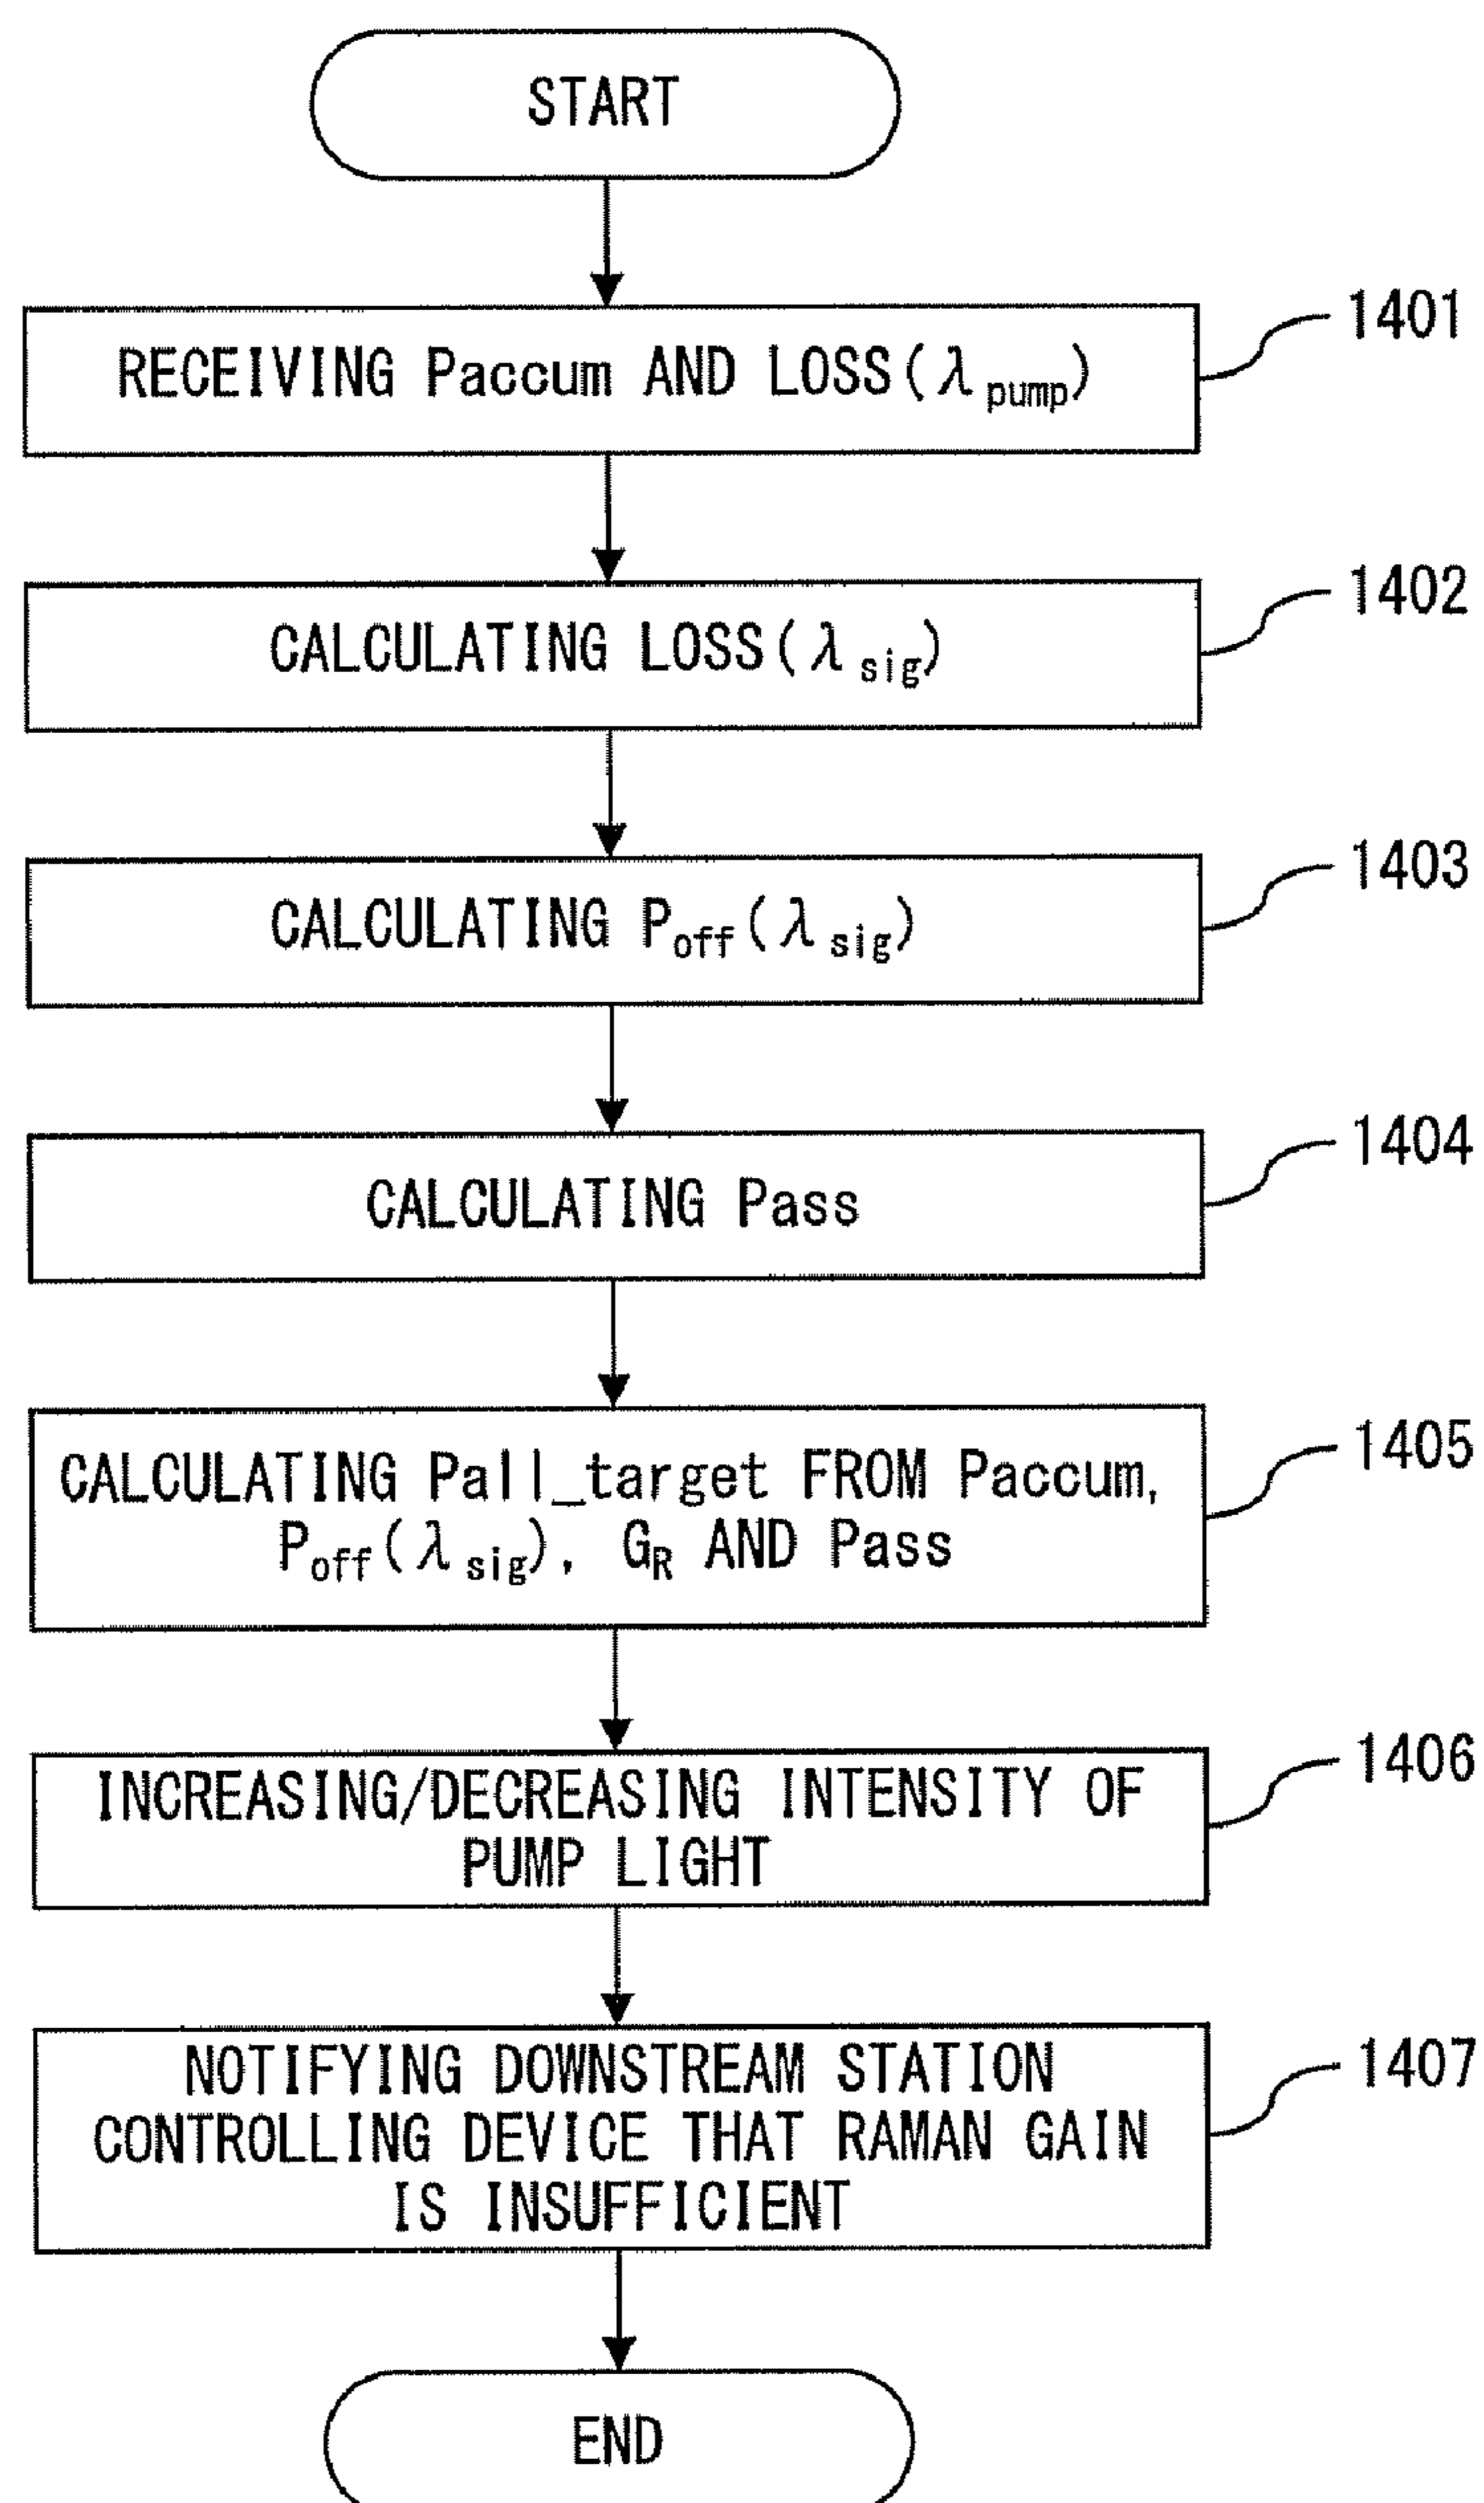 START
1401
RECEIVING Paccum AND LOSS(λpump)
1402
CALCULATING LOSS(λsig)
1403
CALCULATING Poff(λsig)
1404
CALCULATING Pass
1405
CALCULATING Pall_target FROM Paccum,
Poff(λsig), GR AND Pass
1406
INCREASING/DECREASING INTENSITY OF
PUMP LIGHT
1407
NOTIFYING DOWNSTREAM STATION
CONTROLLING DEVICE THAT RAMAN GAIN
IS INSUFFICIENT
END